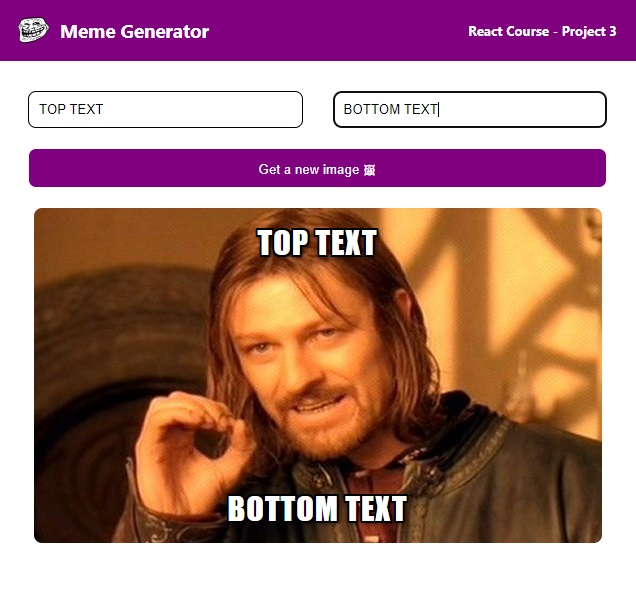 Meme Generator
React Course - Project 3
TOP TEXT
BOTTOM TEXT
Get a new image 🖼
TOP TEXT
BOTTOM TEXT